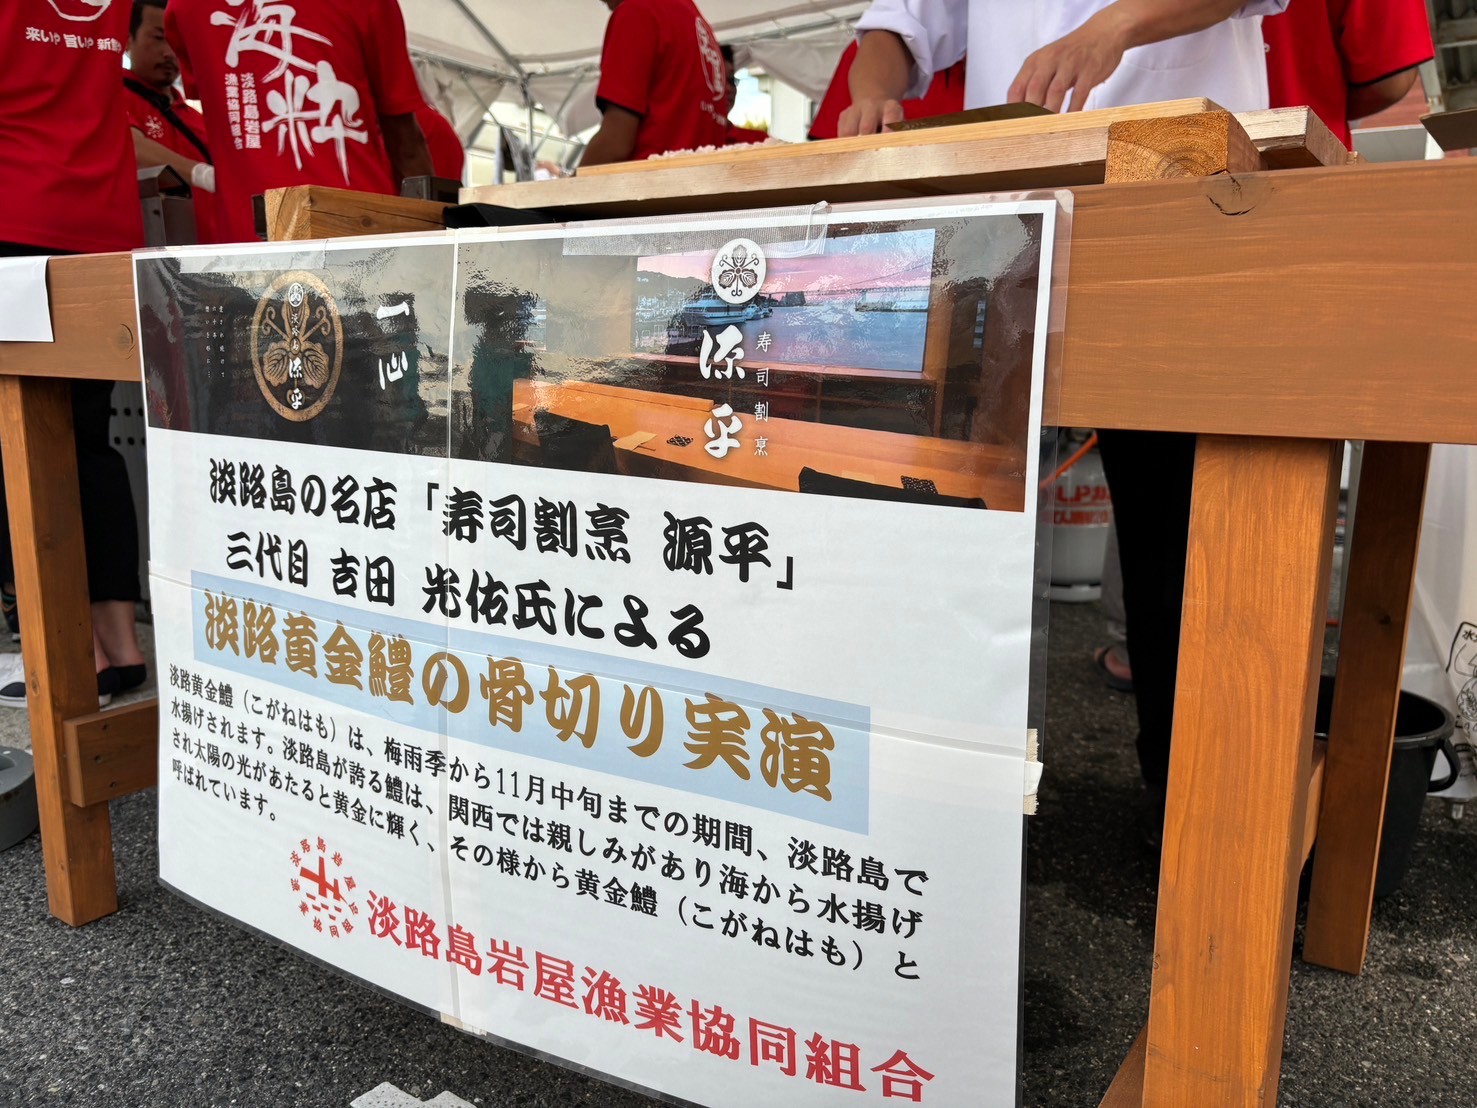 来いや 旨いや 新鮮や
海粋
淡路島岩屋
漁業協同組合
源平
一心
源平
寿司割烹
淡路島の名店「寿司割烹 源平」
三代目 吉田 光佑氏による
淡路黄金鱧の骨切り実演
淡路黄金鱧（こがねはも）は、梅雨季から11月中旬までの期間、淡路島で
水揚げされます。淡路島が誇る鱧は、関西では親しみがあり海から水揚げ
され太陽の光があたると黄金に輝く、その様から黄金鱧（こがねはも）と
呼ばれています。
淡路島岩屋漁業協同組合